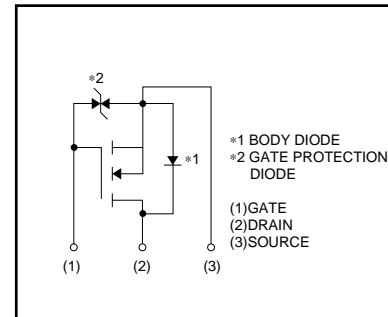 *2
*1
*1 BODY DIODE
*2 GATE PROTECTION
DIODE
(1)GATE
(2)DRAIN
(3)SOURCE
(1) (2) (3)